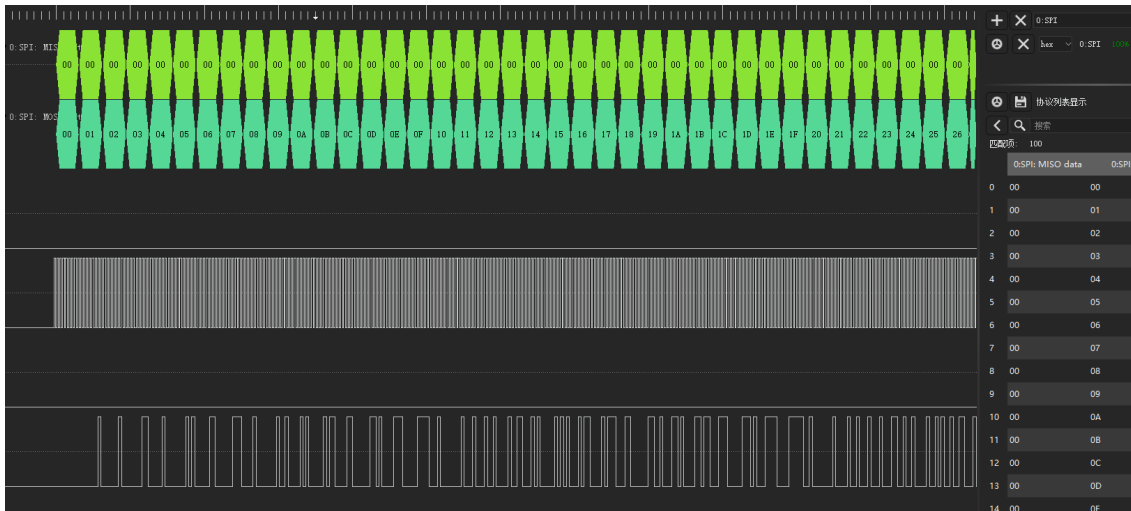 0:SPI
hex 0:SPI 100%
0:SPI: MIS
00 00 00 00 00 00 00 00 00 00 00 00 00 00 00 00 00 00 00 00 00 00 00 00 00 00 00 00 00 00 00 00 00 00 00 00 00 00 00
0:SPI: MOS
00 01 02 03 04 05 06 07 08 09 0A 0B 0C 0D 0E 0F 10 11 12 13 14 15 16 17 18 19 1A 1B 1C 1D 1E 1F 20 21 22 23 24 25 26
协议列表显示
搜索
匹配项: 100
0:SPI: MISO data 0:SPI
0 00 00
1 00 01
2 00 02
3 00 03
4 00 04
5 00 05
6 00 06
7 00 07
8 00 08
9 00 09
10 00 0A
11 00 0B
12 00 0C
13 00 0D
14 00 0E